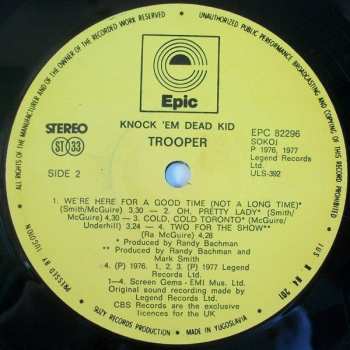 ALL RIGHTS OF THE MANUFACTURER AND OF THE OWNER OF THE RECORDED WORK RESERVED
UNAUTHORIZED PUBLIC PERFORMANCE BROADCASTING AND COPYING OF THIS RECORD PROHIBITED
Epic
KNOCK 'EM DEAD KID
TROOPER
STEREO
ST 33
SIDE 2
EPC 82296
SOKOJ
P 1976, 1977
Legend Records
Ltd.
ULS-392
1. WE'RE HERE FOR A GOOD TIME (NOT A LONG TIME)*
(Smith/McGuire) 3,30 — 2. OH, PRETTY LADY* (Smith/
McGuire) 4,30 — 3. COLD, COLD TORONTO* (McGuire/
Underhill) 3,24 — 4. TWO FOR THE SHOW**
(Ra McGuire) 4,26
* Produced by Randy Bachman
** Produced by Randy Bachman and
Mark Smith
4. (P) 1976. 1, 2, 3. (P) 1977 Legend
Records Ltd.
1—4. Screen Gems - EMI Mus. Ltd.
Original sound recording made by
Legend Records Ltd.
CBS Records are the exclusive
licencees for the UK
SUZY RECORDS PRODUCTION — MADE IN YUGOSLAVIA
PRESSED BY JUGOTON